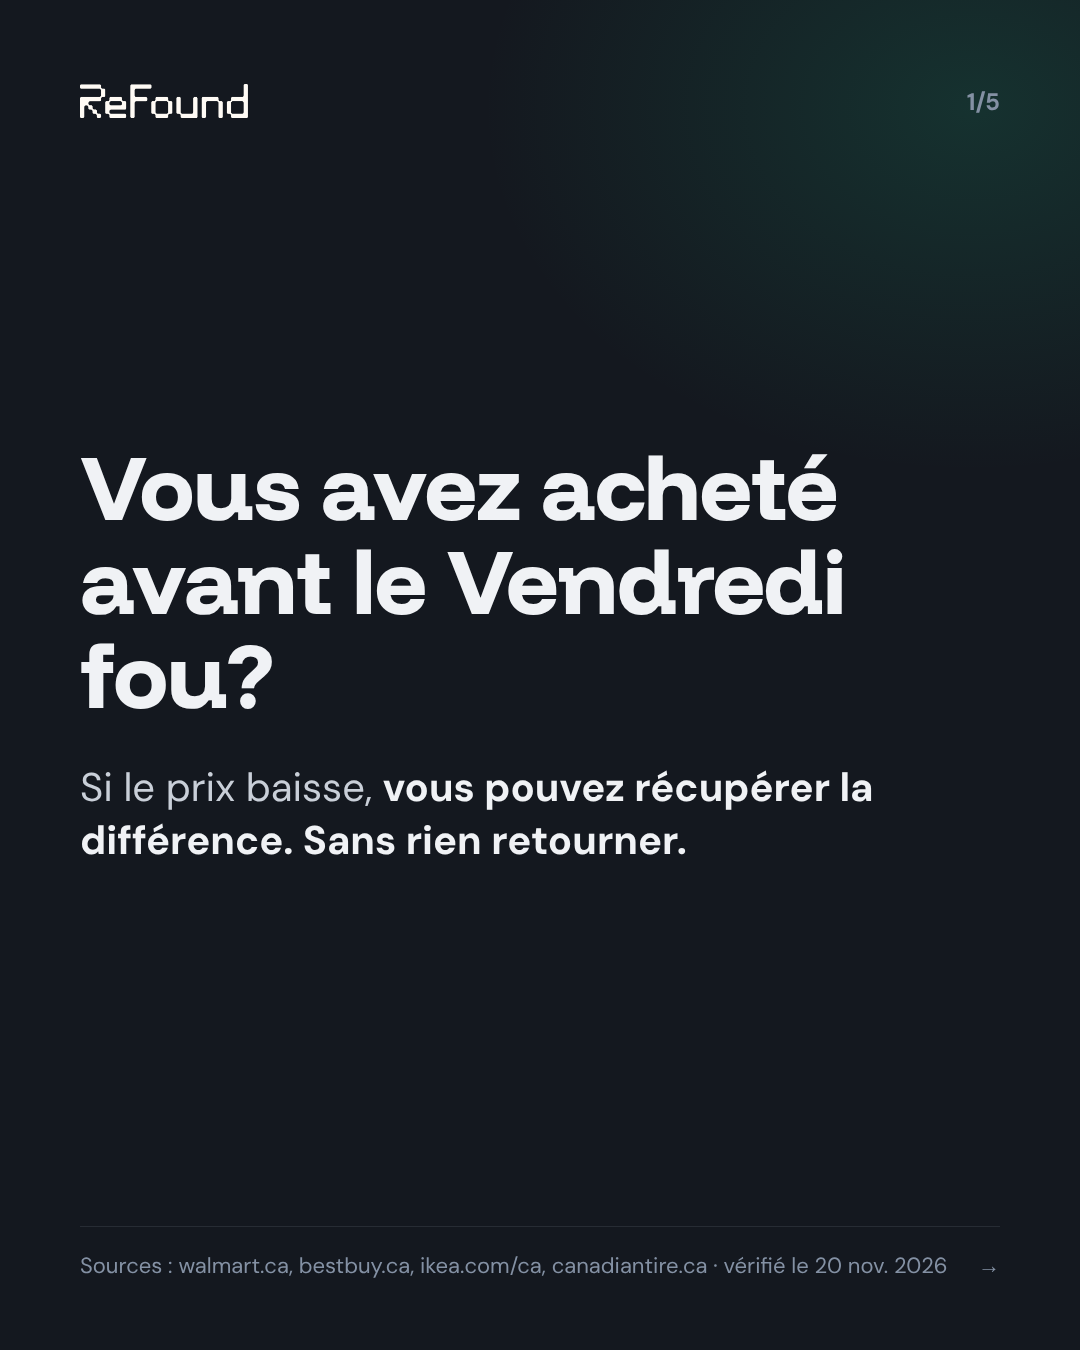 ReFound
1/5
Vous avez acheté
avant le Vendredi
fou?
Si le prix baisse, vous pouvez récupérer la
différence. Sans rien retourner.
Sources : walmart.ca, bestbuy.ca, ikea.com/ca, canadiantire.ca · vérifié le 20 nov. 2026 →